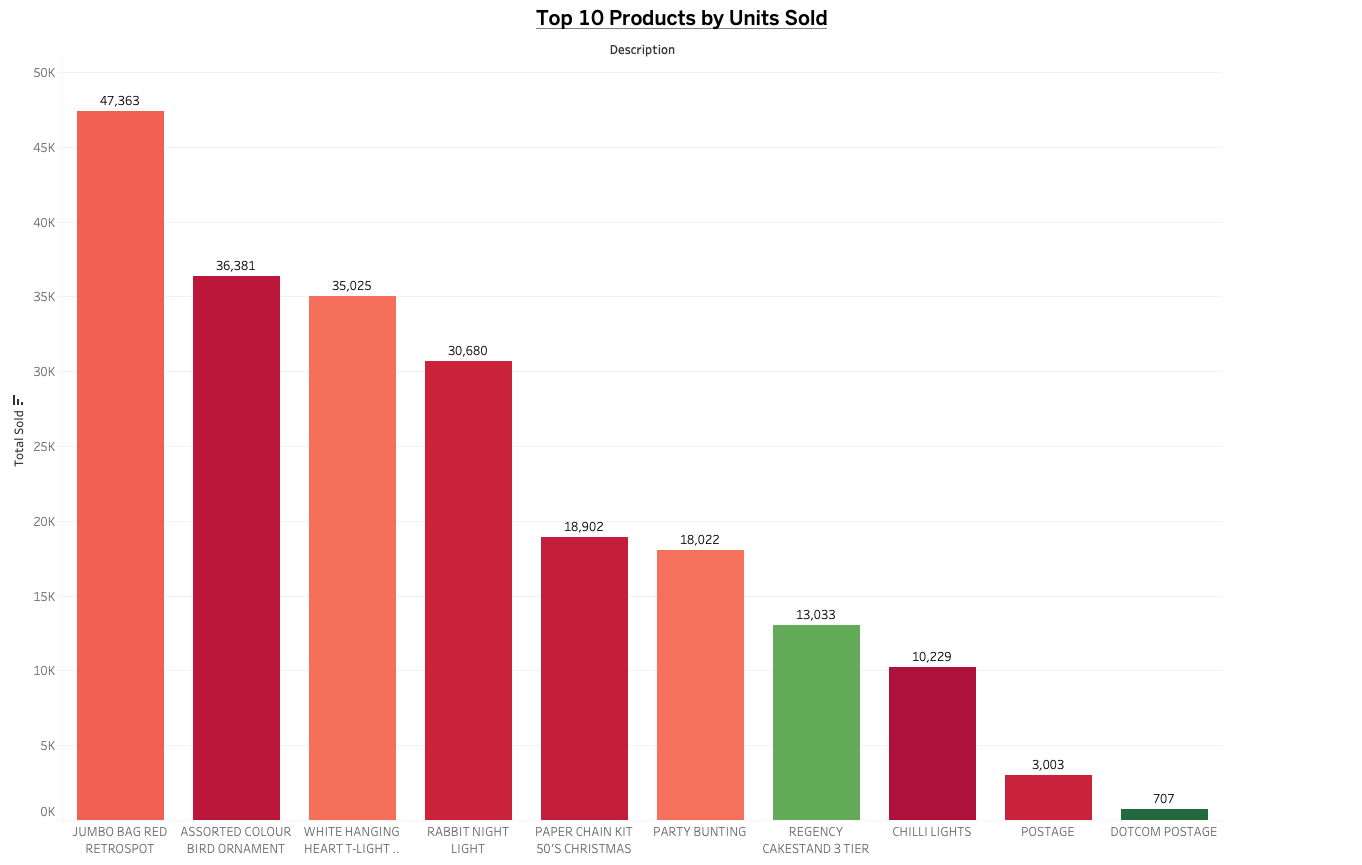 Top 10 Products by Units Sold
Description
50K
45K
40K
35K
30K
25K
20K
15K
10K
5K
0K
Total Sold
47,363
36,381
35,025
30,680
18,902
18,022
13,033
10,229
3,003
707
JUMBO BAG RED
RETROSPOT
ASSORTED COLOUR
BIRD ORNAMENT
WHITE HANGING
HEART T-LIGHT ..
RABBIT NIGHT
LIGHT
PAPER CHAIN KIT
50'S CHRISTMAS
PARTY BUNTING
REGENCY
CAKESTAND 3 TIER
CHILLI LIGHTS
POSTAGE
DOTCOM POSTAGE